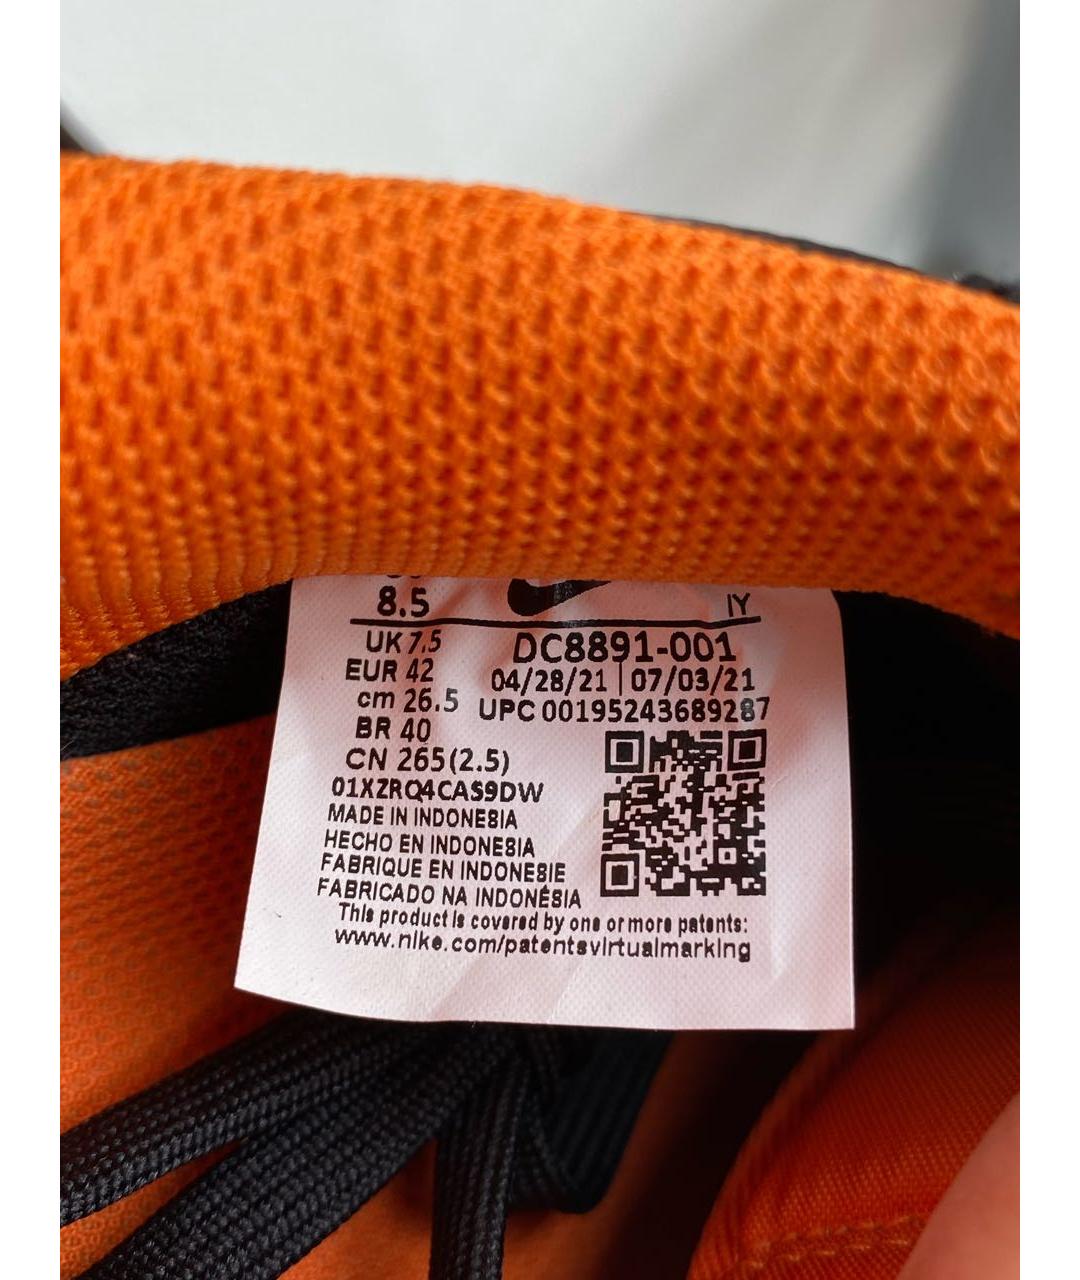 8.5
IY
UK 7.5
DC8891-001
EUR 42
04/28/21 | 07/03/21
cm 26.5
UPC 00195243689287
BR 40
CN 265(2.5)
01XZRQ4CAS9DW
MADE IN INDONESIA
HECHO EN INDONESIA
FABRIQUE EN INDONESIE
FABRICADO NA INDONÉSIA
This product is covered by one or more patents:
www.nike.com/patentsvirtualmarking